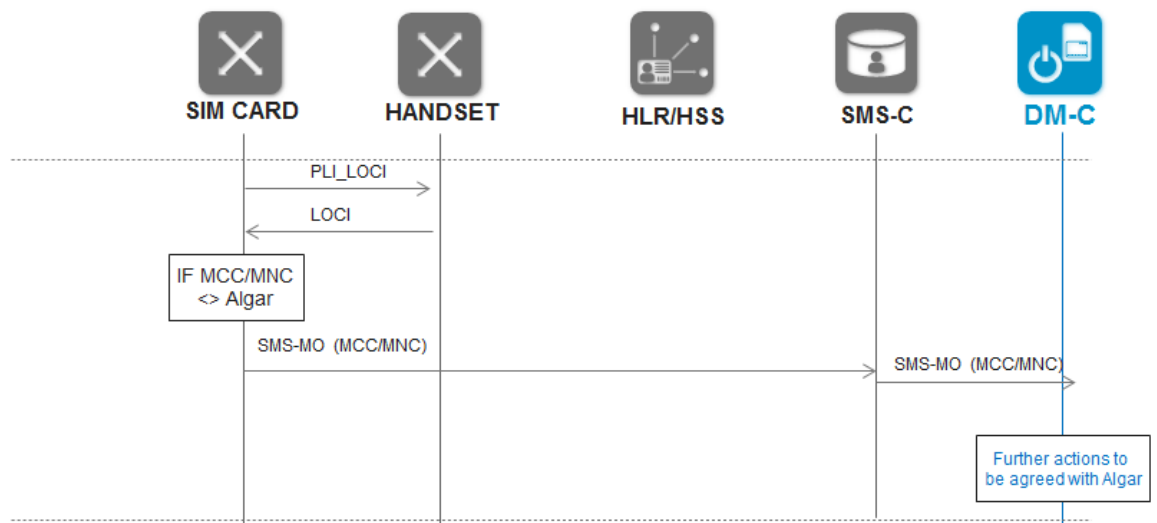 SIM CARD
HANDSET
HLR/HSS
SMS-C
DM-C
PLI_LOCI
LOCI
IF MCC/MNC
<> Algar
SMS-MO (MCC/MNC)
SMS-MO (MCC/MNC)
Further actions to
be agreed with Algar